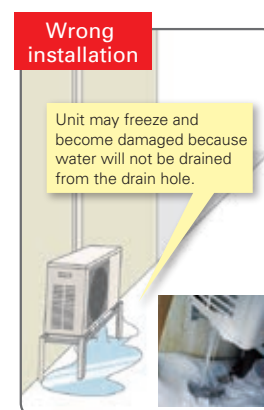 Wrong
installation
Unit may freeze and
become damaged because
water will not be drained
from the drain hole.